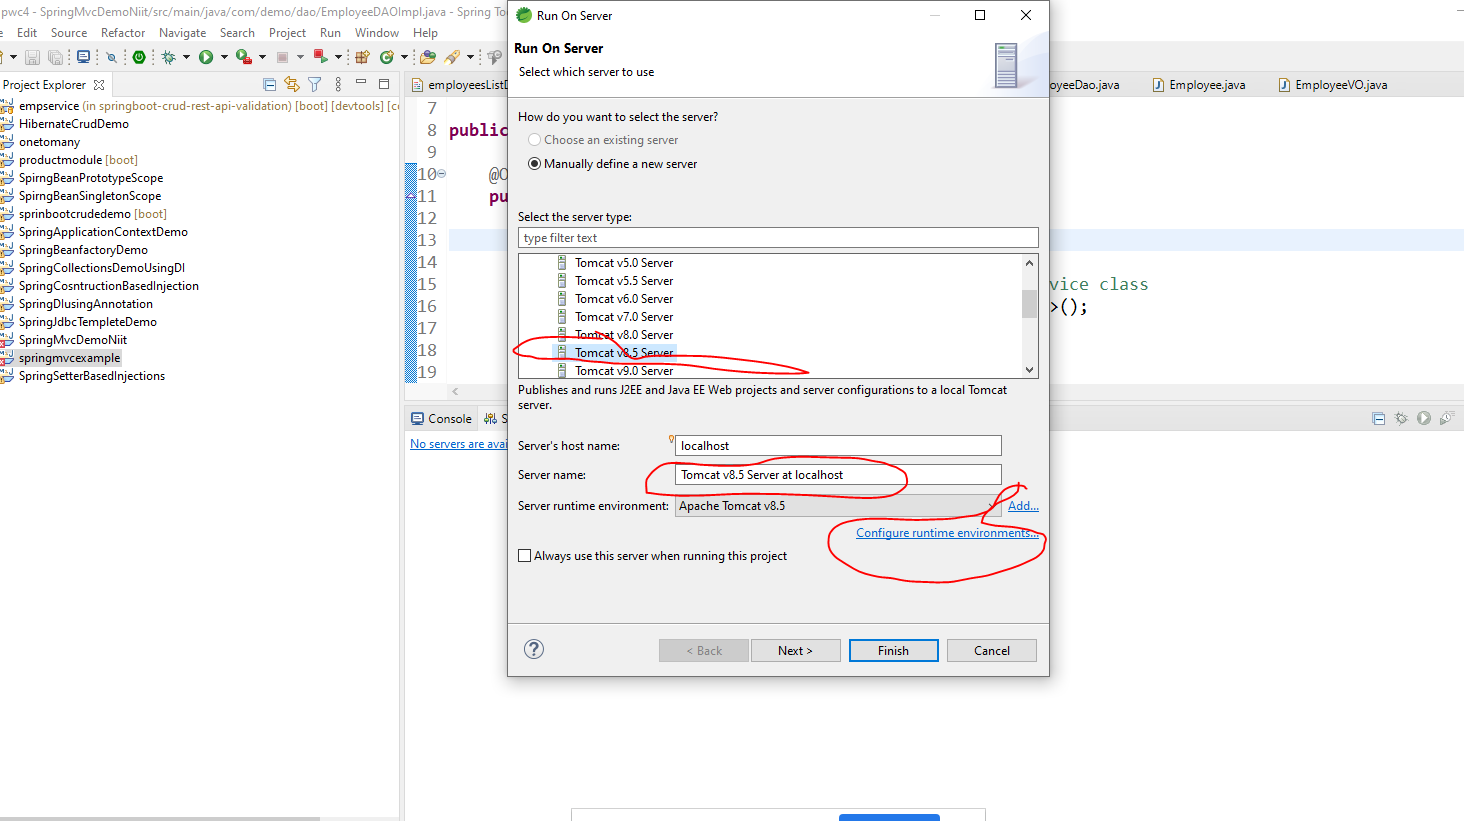 pwc4 - SpringMvcDemoNiit/src/main/java/com/demo/dao/EmployeeDAOImpl.java - Spring To
Edit Source Refactor Navigate Search Project Run Window Help
Project Explorer
empservice (in springboot-crud-rest-api-validation) [boot] [devtools] [c
HibernateCrudDemo
onetomany
productmodule [boot]
SpirngBeanPrototypeScope
SpirngBeanSingletonScope
sprinbootcrudedemo [boot]
SpringApplicationContextDemo
SpringBeanfactoryDemo
SpringCollectionsDemoUsingDI
SpringCosntructionBasedInjection
SpringDIusingAnnotation
SpringJdbcTempleteDemo
SpringMvcDemoNiit
springmvcexample
SpringSetterBasedInjections
employeesListD
oyeeDao.java
Employee.java
EmployeeVO.java
7
8 public
9
10 @O
11 pu
12
13
14
15 vice class
16 >();
17
18
19
Console S
No servers are avai
Run On Server
Run On Server
Select which server to use
How do you want to select the server?
Choose an existing server
Manually define a new server
Select the server type:
type filter text
Tomcat v5.0 Server
Tomcat v5.5 Server
Tomcat v6.0 Server
Tomcat v7.0 Server
Tomcat v8.0 Server
Tomcat v8.5 Server
Tomcat v9.0 Server
Publishes and runs J2EE and Java EE Web projects and server configurations to a local Tomcat
server.
Server's host name: localhost
Server name: Tomcat v8.5 Server at localhost
Server runtime environment: Apache Tomcat v8.5 Add...
Configure runtime environments...
Always use this server when running this project
< Back Next > Finish Cancel